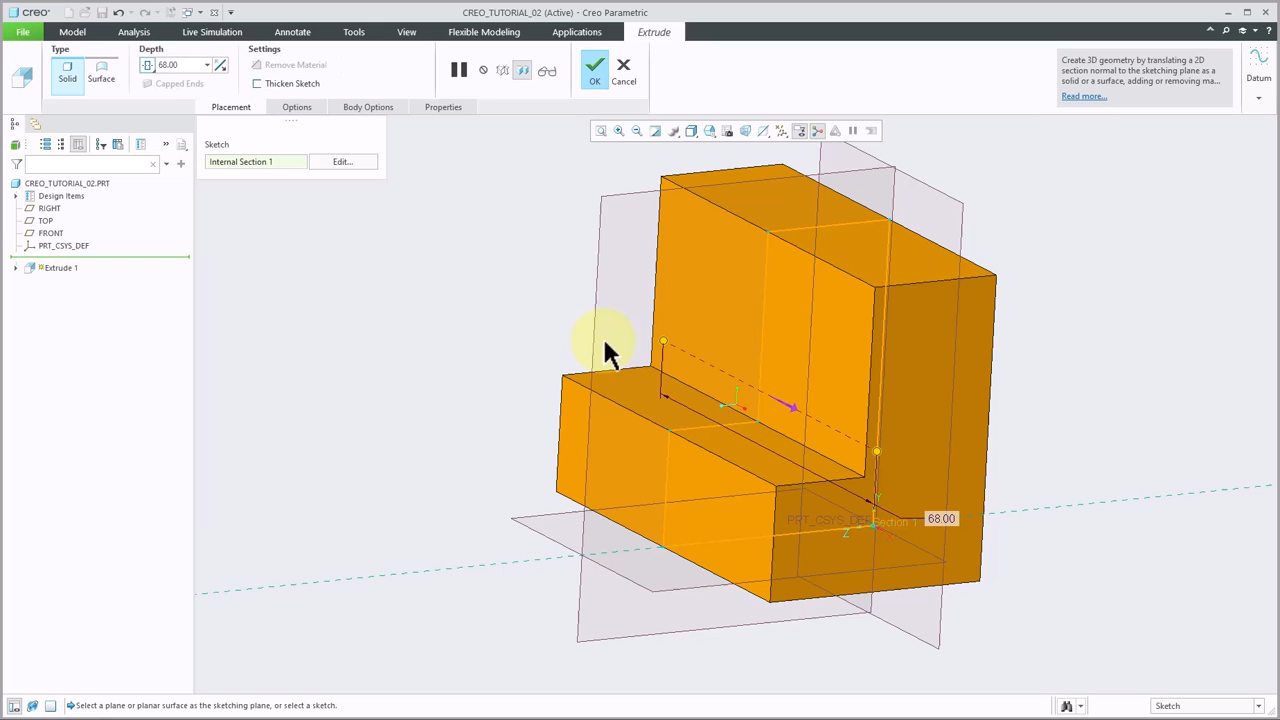 creo CREO_TUTORIAL_02 (Active) - Creo Parametric
File Model Analysis Live Simulation Annotate Tools View Flexible Modeling Applications Extrude
Type Depth Settings
68.00 Remove Material
Solid Surface Capped Ends Thicken Sketch OK Cancel
Create 3D geometry by translating a 2D
section normal to the sketching plane as
a solid or a surface, adding or removing ma...
Read more...
Datum
Placement Options Body Options Properties
Sketch
Internal Section 1 Edit...
CREO_TUTORIAL_02.PRT
Design Items
RIGHT
TOP
FRONT
PRT_CSYS_DEF
Extrude 1
Y
PRT_CSYS_DEF Section 1 68.00
Z X
Select a plane or planar surface as the sketching plane, or select a sketch.
Sketch